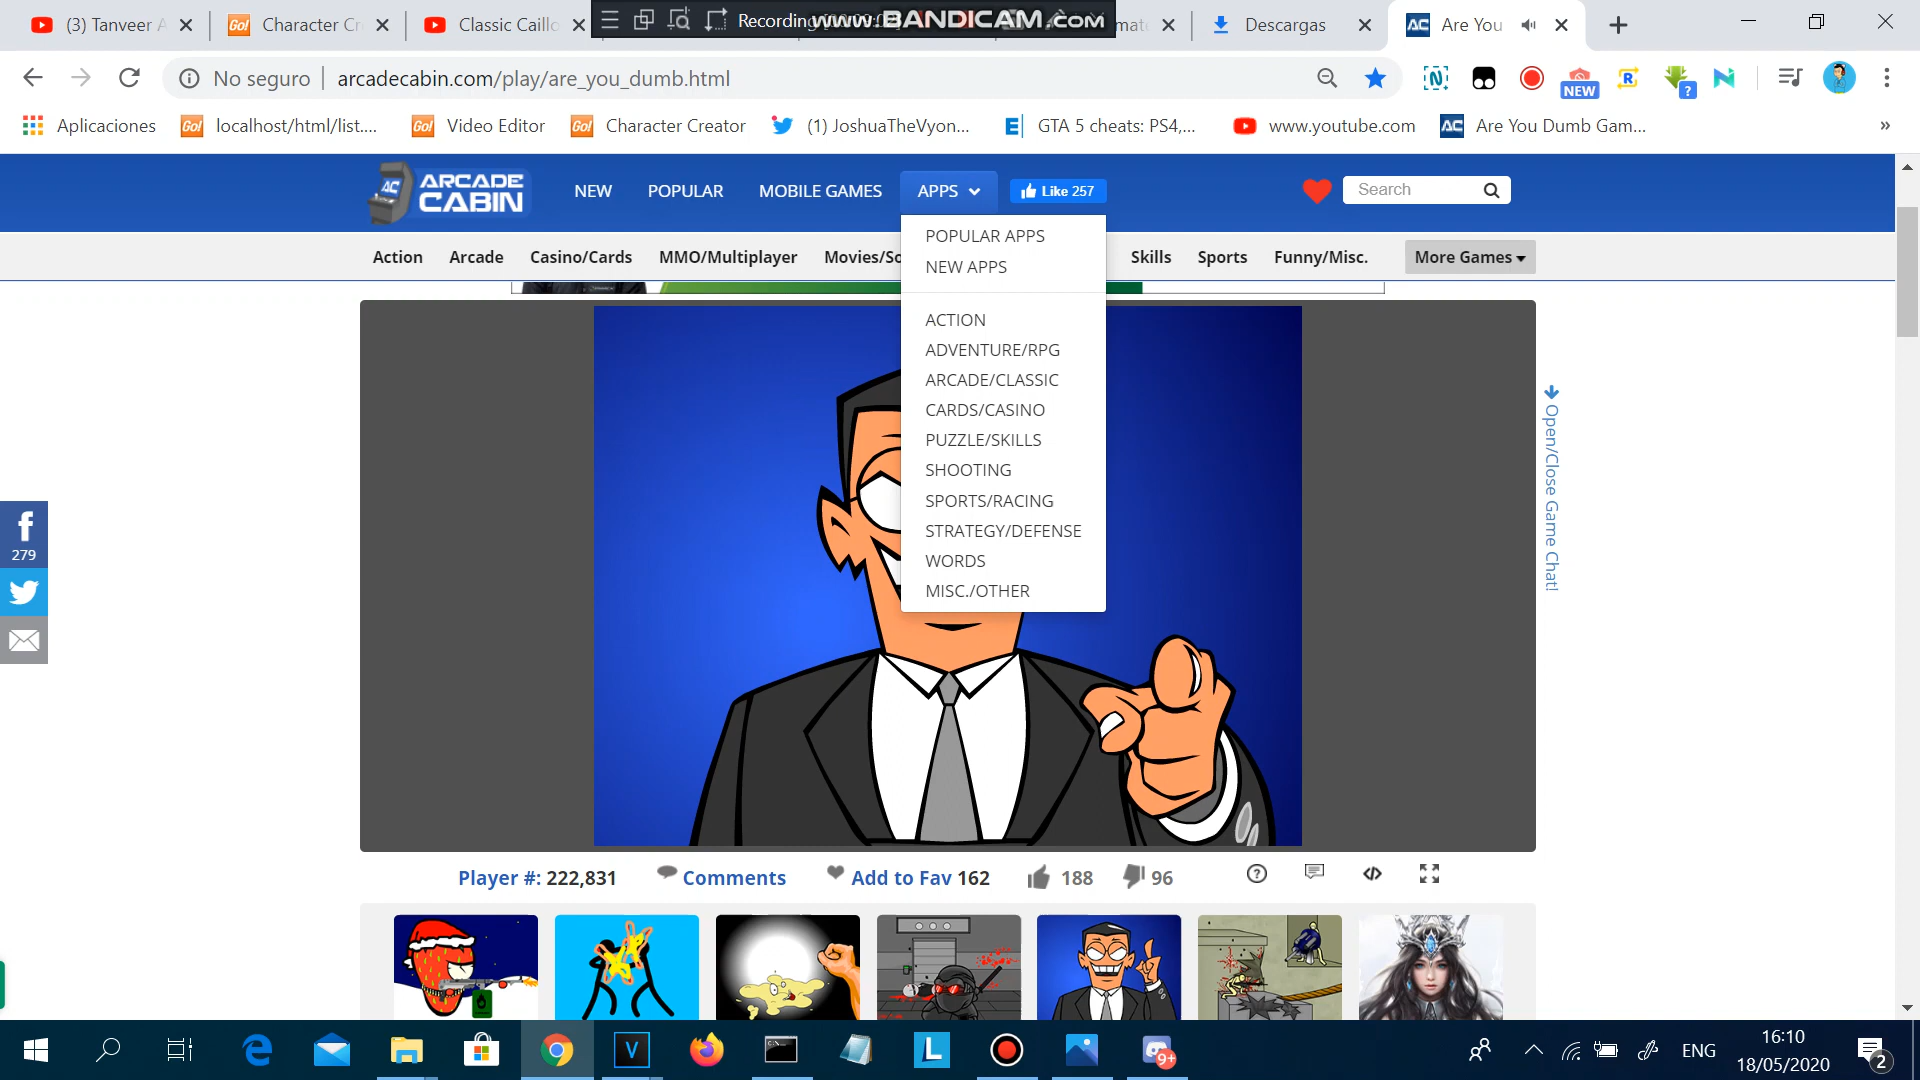 (3) Tanveer A
Character Cr
Classic Caillo
Recording
www.BANDICAM.com
mate
Descargas
Are You
No seguro
arcadecabin.com/play/are_you_dumb.html
NEW
Aplicaciones
localhost/html/list....
Video Editor
Character Creator
(1) JoshuaTheVyon...
GTA 5 cheats: PS4,...
www.youtube.com
Are You Dumb Gam...
ARCADE CABIN
NEW
POPULAR
MOBILE GAMES
APPS
Like 257
Search
Action
Arcade
Casino/Cards
MMO/Multiplayer
Movies/Sc
Skills
Sports
Funny/Misc.
More Games
POPULAR APPS
NEW APPS
ACTION
ADVENTURE/RPG
ARCADE/CLASSIC
CARDS/CASINO
PUZZLE/SKILLS
SHOOTING
SPORTS/RACING
STRATEGY/DEFENSE
WORDS
MISC./OTHER
Open/Close Game Chat!
279
Player #: 222,831
Comments
Add to Fav 162
188
96
ENG
16:10
18/05/2020
9+
2